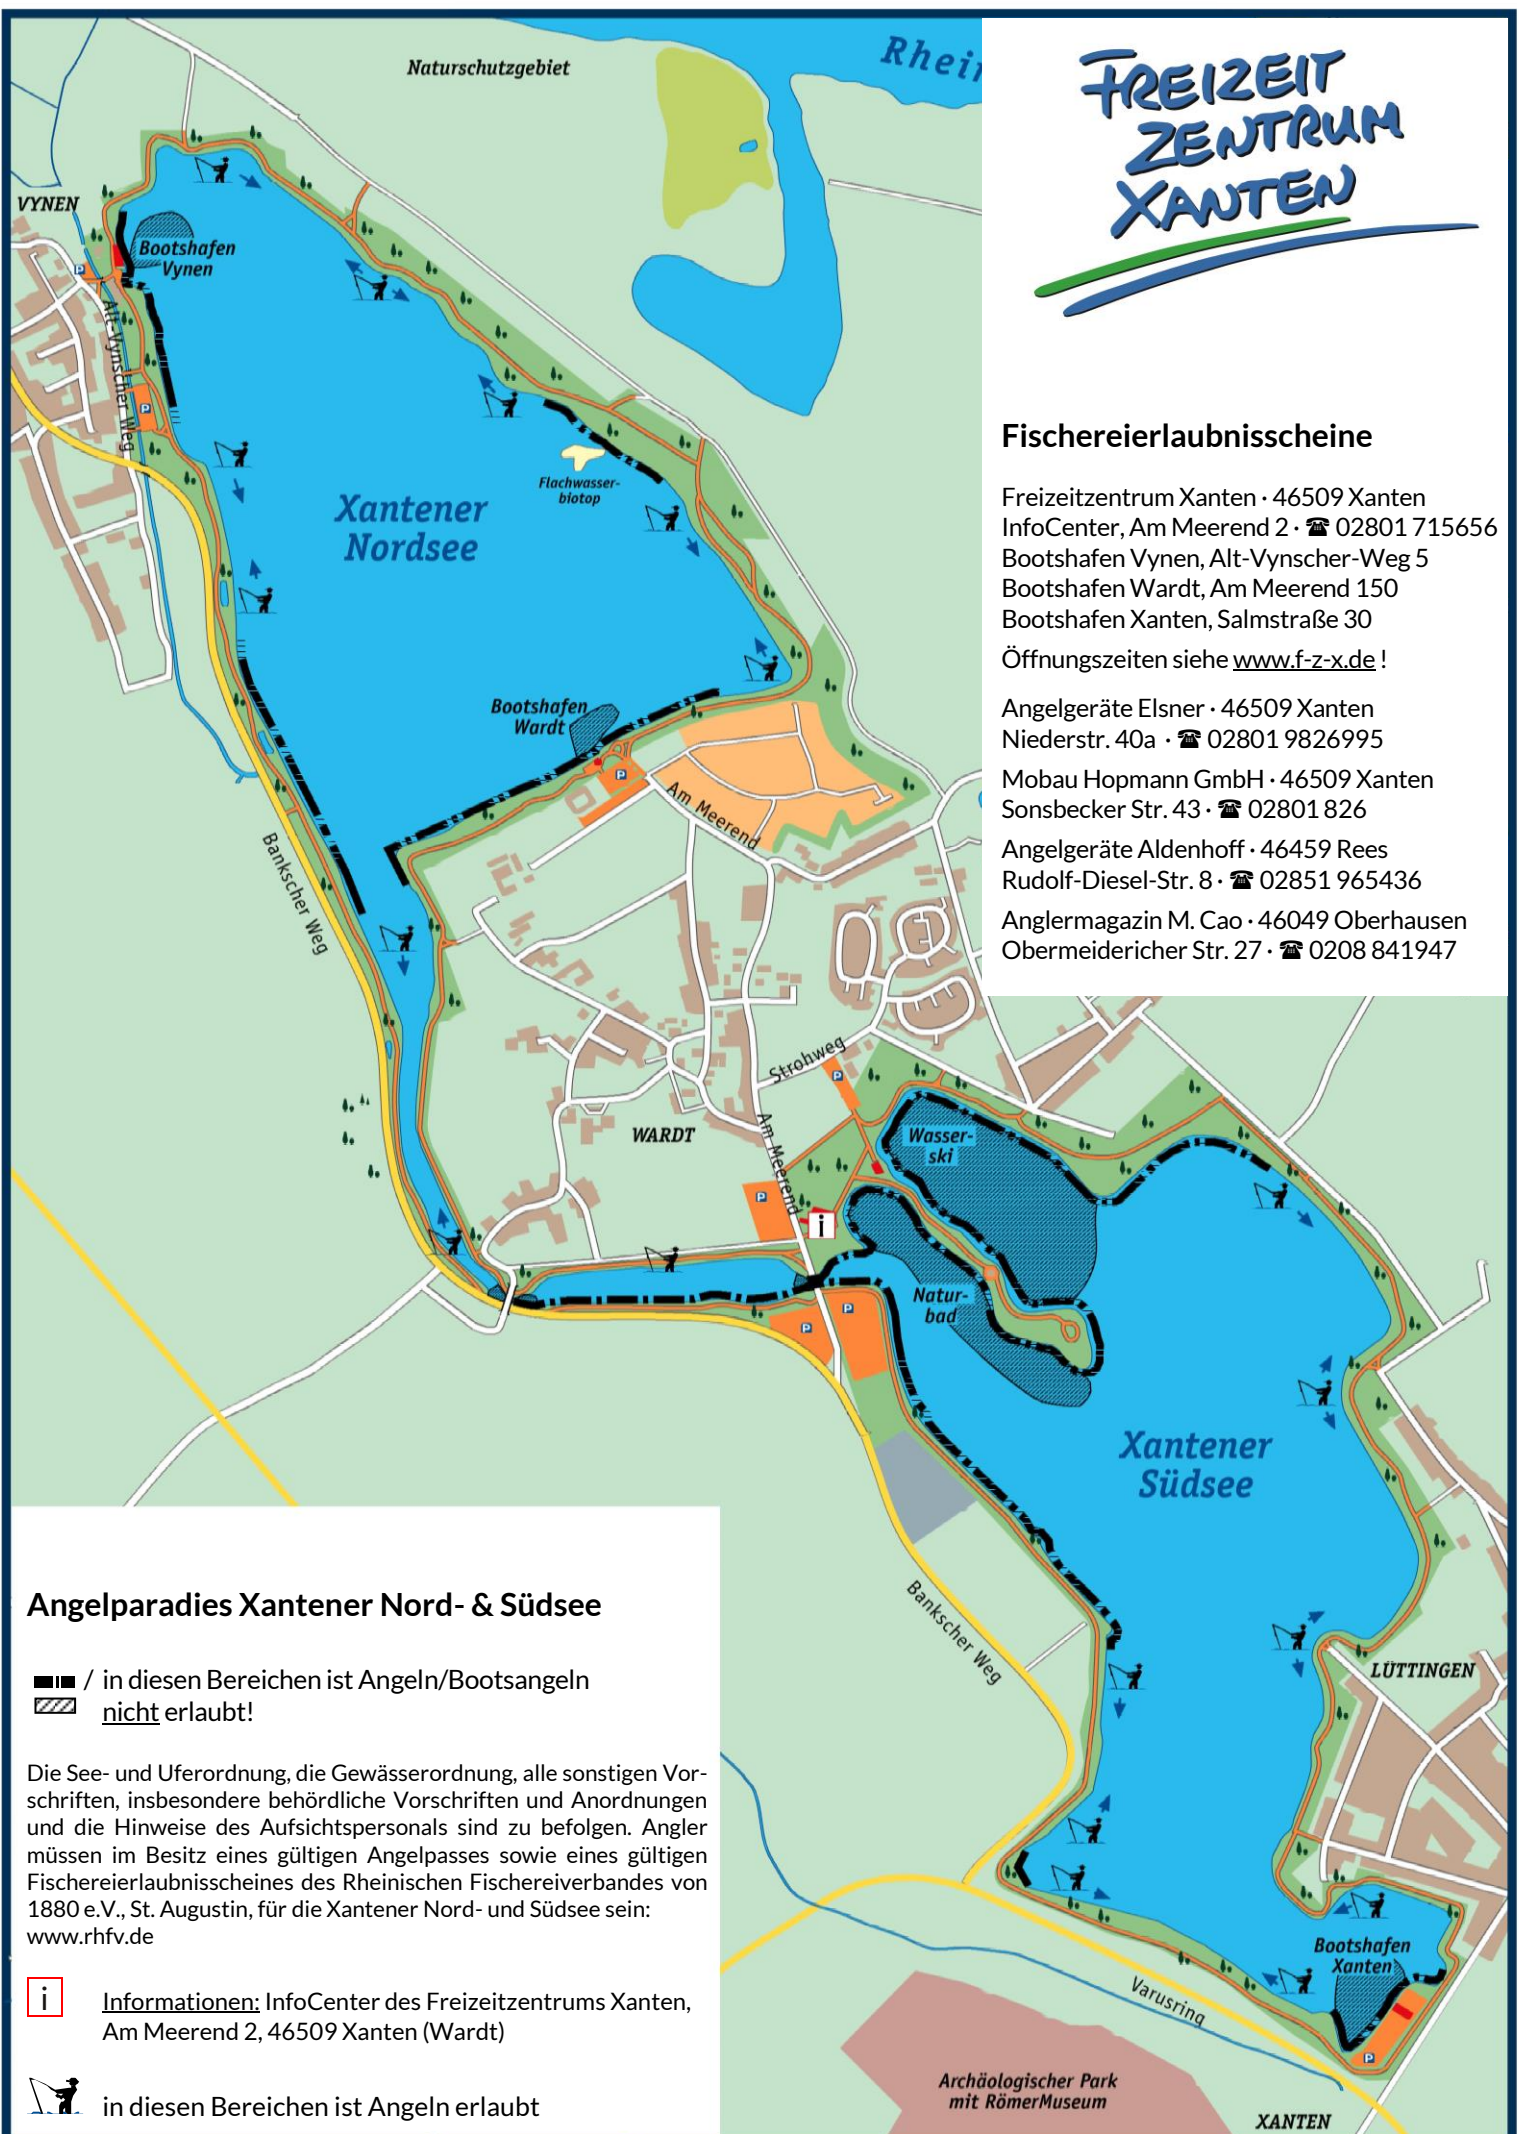 Naturschutzgebiet
FREIZEIT
ZENTRUM
XANTEN
VYNEN
Bootshafen
Vynen
Alt-Vynscher Weg
Flachwasser-
biotop
Xantener
Nordsee
Bootshafen
Wardt
Am Meerend
Bankscher Weg
Fischereierlaubnisscheine
Freizeitzentrum Xanten · 46509 Xanten
InfoCenter, Am Meerend 2 · ☎ 02801 715656
Bootshafen Vynen, Alt-Vynscher-Weg 5
Bootshafen Wardt, Am Meerend 150
Bootshafen Xanten, Salmstraße 30
Öffnungszeiten siehe www.f-z-x.de !
Angelgeräte Elsner · 46509 Xanten
Niederstr. 40a · ☎ 02801 9826995
Mobau Hopmann GmbH · 46509 Xanten
Sonsbecker Str. 43 · ☎ 02801 826
Angelgeräte Aldenhoff · 46459 Rees
Rudolf-Diesel-Str. 8 · ☎ 02851 965436
Anglermagazin M. Cao · 46049 Oberhausen
Obermeidericher Str. 27 · ☎ 0208 841947
Strohweg
WARDT
Am Meerend
Wasser-
ski
i
Natur-
bad
Xantener
Südsee
Bankscher Weg
LÜTTINGEN
Bootshafen
Xanten
Varusring
Archäologischer Park
mit RömerMuseum
XANTEN
Angelparadies Xantener Nord- & Südsee
/ in diesen Bereichen ist Angeln/Bootsangeln
nicht erlaubt!
Die See- und Uferordnung, die Gewässerordnung, alle sonstigen Vor-
schriften, insbesondere behördliche Vorschriften und Anordnungen
und die Hinweise des Aufsichtspersonals sind zu befolgen. Angler
müssen im Besitz eines gültigen Angelpasses sowie eines gültigen
Fischereierlaubnisscheines des Rheinischen Fischereiverbandes von
1880 e.V., St. Augustin, für die Xantener Nord- und Südsee sein:
www.rhfv.de
i
Informationen: InfoCenter des Freizeitzentrums Xanten,
Am Meerend 2, 46509 Xanten (Wardt)
in diesen Bereichen ist Angeln erlaubt